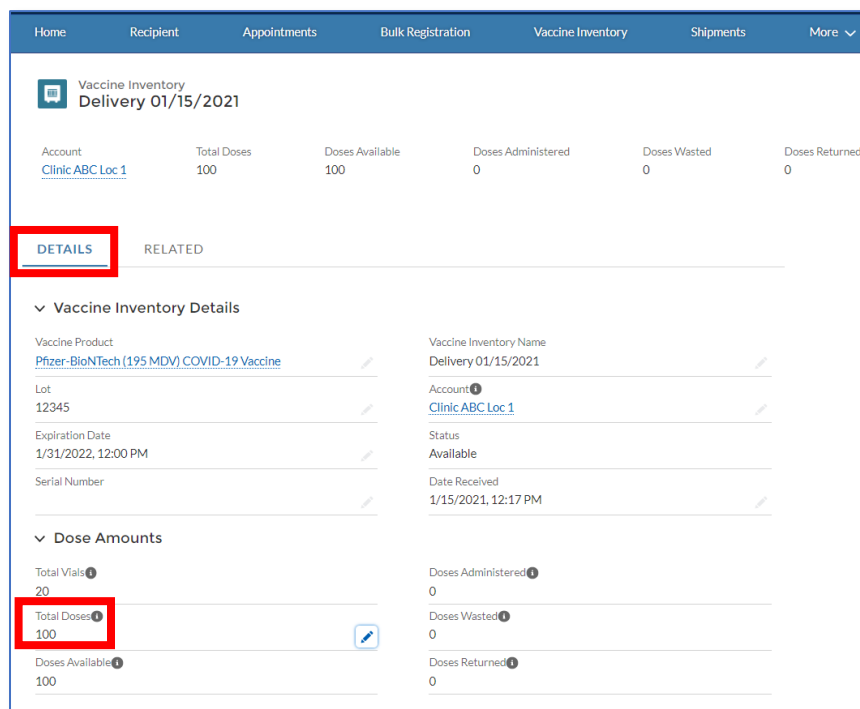 Home Recipient Appointments Bulk Registration Vaccine Inventory Shipments More
Vaccine Inventory
Delivery 01/15/2021
Account Total Doses Doses Available Doses Administered Doses Wasted Doses Returned
Clinic ABC Loc 1 100 100 0 0 0
DETAILS RELATED
Vaccine Inventory Details
Vaccine Product Vaccine Inventory Name
Pfizer-BioNTech (195 MDV) COVID-19 Vaccine Delivery 01/15/2021
Lot Account
12345 Clinic ABC Loc 1
Expiration Date Status
1/31/2022, 12:00 PM Available
Serial Number Date Received
1/15/2021, 12:17 PM
Dose Amounts
Total Vials Doses Administered
20 0
Total Doses Doses Wasted
100 0
Doses Available Doses Returned
100 0